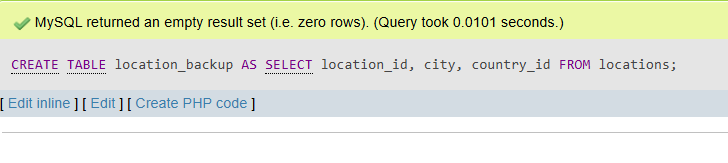 MySQL returned an empty result set (i.e. zero rows). (Query took 0.0101 seconds.)
CREATE TABLE location_backup AS SELECT location_id, city, country_id FROM locations;
[ Edit inline ] [ Edit ] [ Create PHP code ]